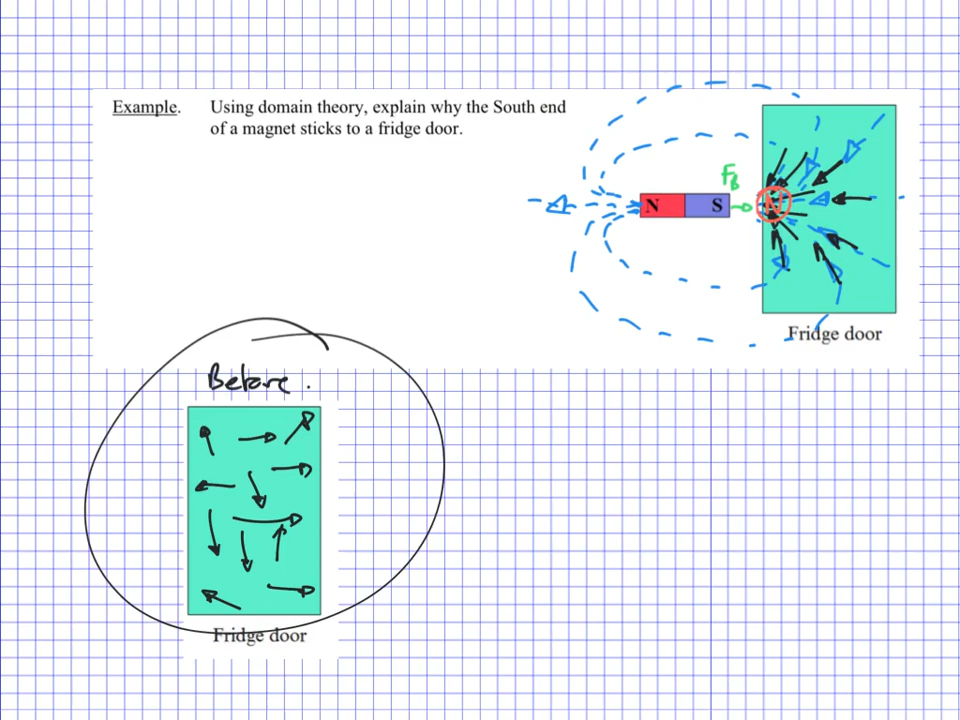 Example. Using domain theory, explain why the South end
of a magnet sticks to a fridge door.
F_B
N S N
Fridge door
Before.
Fridge door